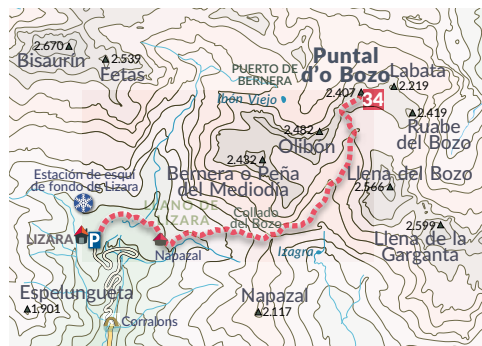 2.670
Bisaurín
2.539
Fetás
PUERTO DE
BERNERA
Puntal
d'o Bozo
2.407
34
Labata
2.219
Ibón Viejo
2.419
Ruabe
del Bozo
2.482
Olibón
2.432
Bernera o Peña
del Mediodía
Llena del Bozo
2.566
Estación de esquí
de fondo de Lizara
LLANO DE
LIZARA
Collado
del Bozo
2.599
Llena de la
Garganta
LIZARA
P
Napazal
Ixagra
Espelungueta
1.901
Napazal
2.117
Corralons